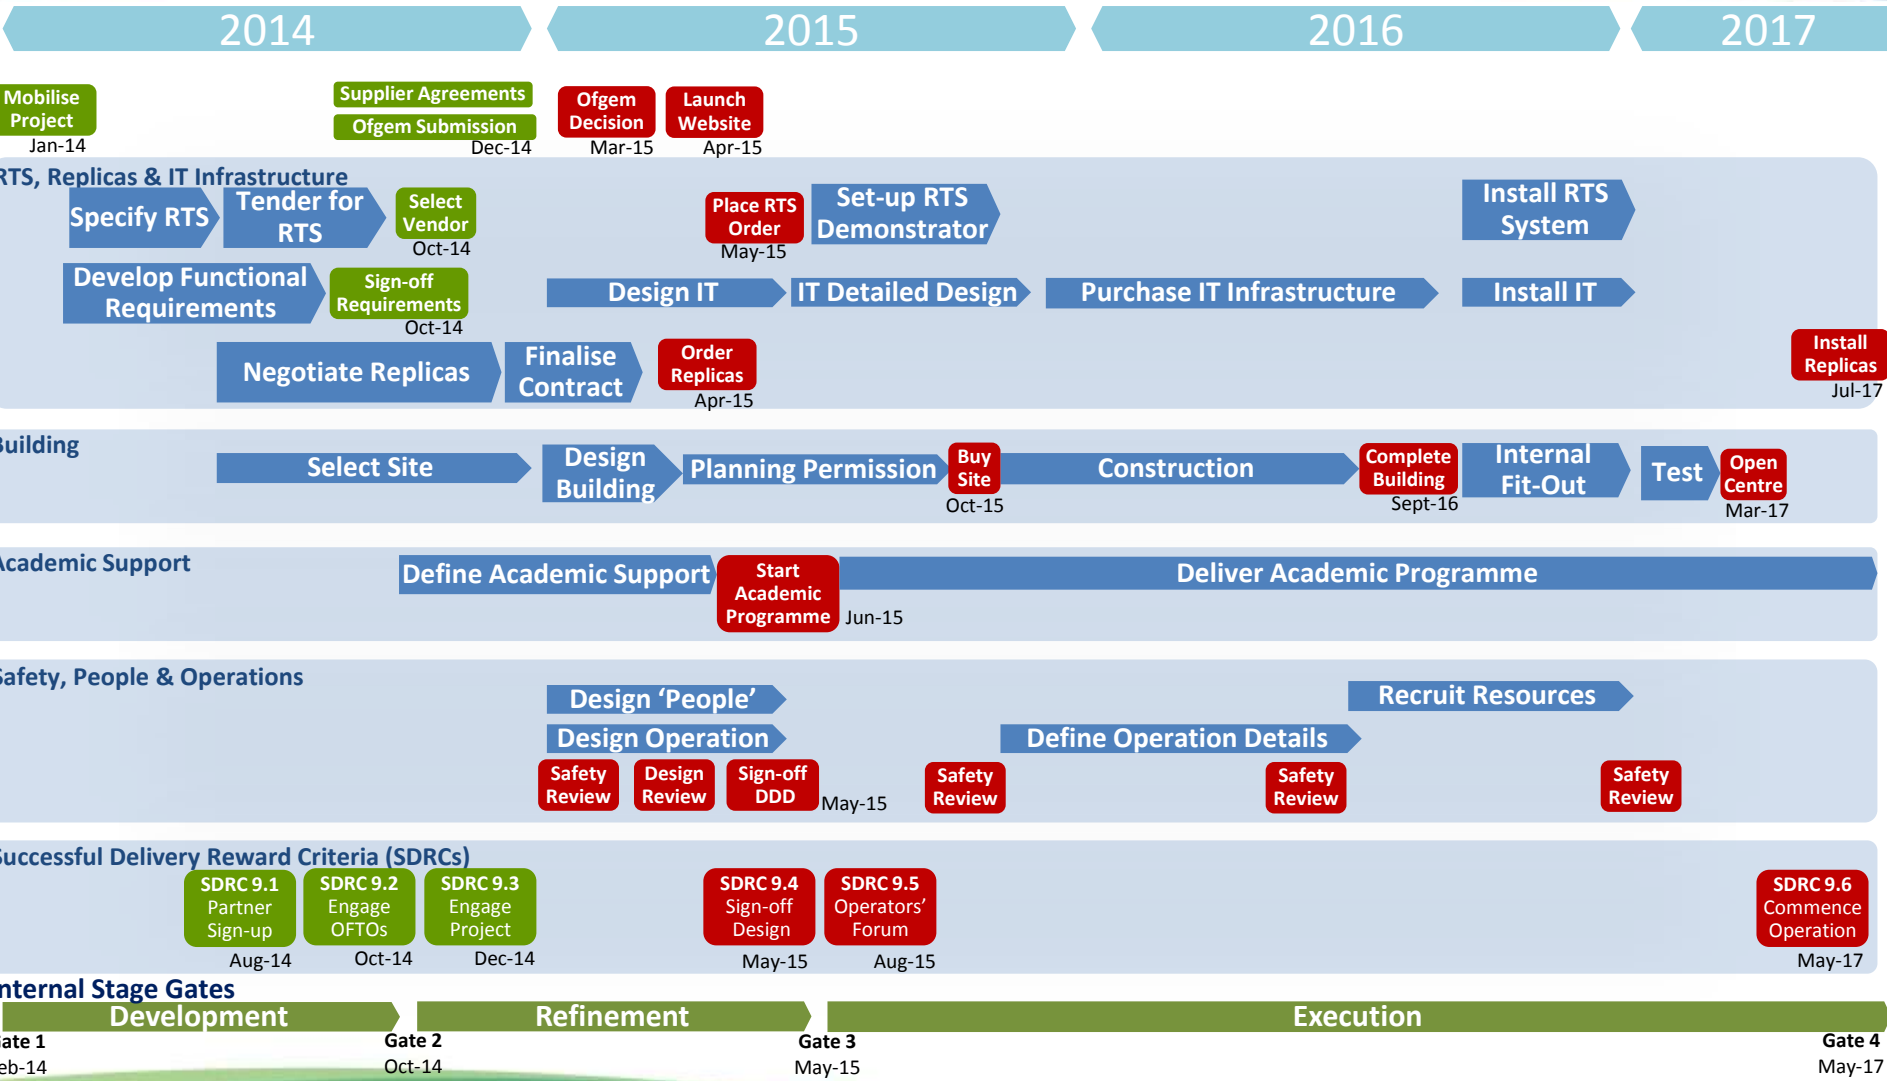 2014
2015
2016
2017
Mobilise
Project
Jan-14
Supplier Agreements
Ofgem Submission
Dec-14
Ofgem
Decision
Mar-15
Launch
Website
Apr-15
RTS, Replicas & IT Infrastructure
Specify RTS
Tender for
RTS
Select
Vendor
Oct-14
Place RTS
Order
May-15
Set-up RTS
Demonstrator
Install RTS
System
Develop Functional
Requirements
Sign-off
Requirements
Oct-14
Design IT
IT Detailed Design
Purchase IT Infrastructure
Install IT
Negotiate Replicas
Finalise
Contract
Order
Replicas
Apr-15
Install
Replicas
Jul-17
Building
Select Site
Design
Building
Planning Permission
Buy
Site
Oct-15
Construction
Complete
Building
Sept-16
Internal
Fit-Out
Test
Open
Centre
Mar-17
Academic Support
Define Academic Support
Start
Academic
Programme
Jun-15
Deliver Academic Programme
Safety, People & Operations
Design ‘People’
Recruit Resources
Design Operation
Define Operation Details
Safety
Review
Design
Review
Sign-off
DDD
May-15
Safety
Review
Safety
Review
Safety
Review
Successful Delivery Reward Criteria (SDRCs)
SDRC 9.1
Partner
Sign-up
Aug-14
SDRC 9.2
Engage
OFTOs
Oct-14
SDRC 9.3
Engage
Project
Dec-14
SDRC 9.4
Sign-off
Design
May-15
SDRC 9.5
Operators’
Forum
Aug-15
SDRC 9.6
Commence
Operation
May-17
Internal Stage Gates
Development
Refinement
Execution
Gate 1
Feb-14
Gate 2
Oct-14
Gate 3
May-15
Gate 4
May-17